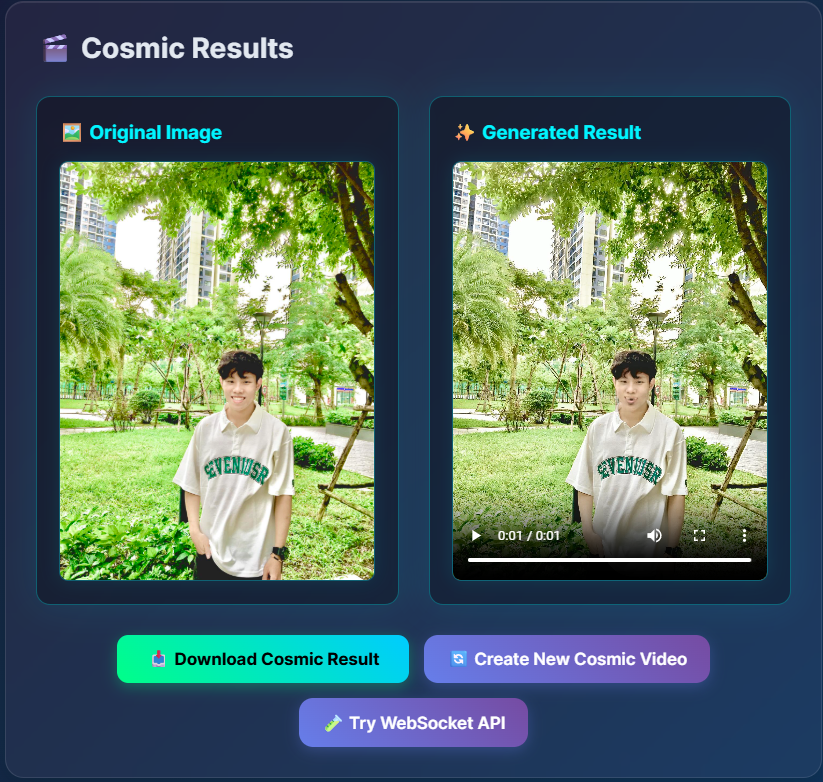 Cosmic Results
Original Image
Generated Result
SEVENUSR
SEVENUSR
0:01 / 0:01
Download Cosmic Result
Create New Cosmic Video
Try WebSocket API